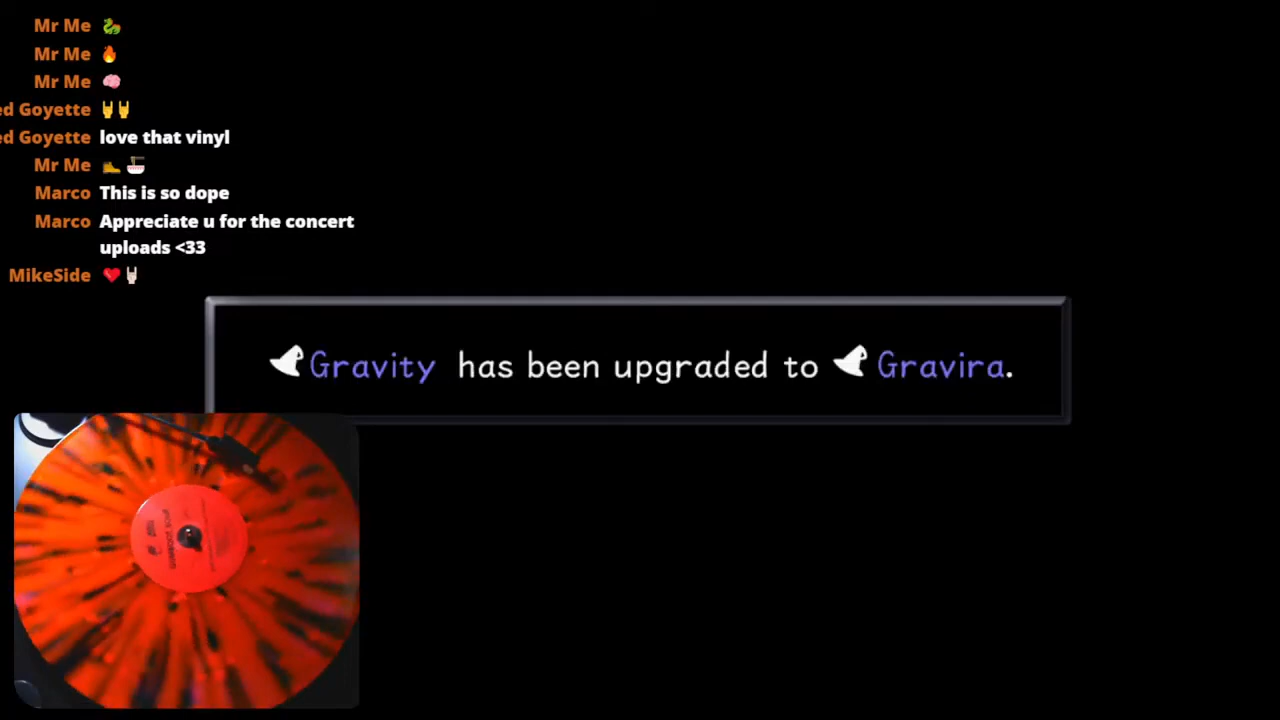 Mr Me 🐉
Mr Me 🔥
Mr Me 🧠
ed Goyette 🤘🤘
ed Goyette love that vinyl
Mr Me 🥾🍜
Marco This is so dope
Marco Appreciate u for the concert
uploads <33
MikeSide ❤️🤘🏻
Gravity has been upgraded to Gravira.